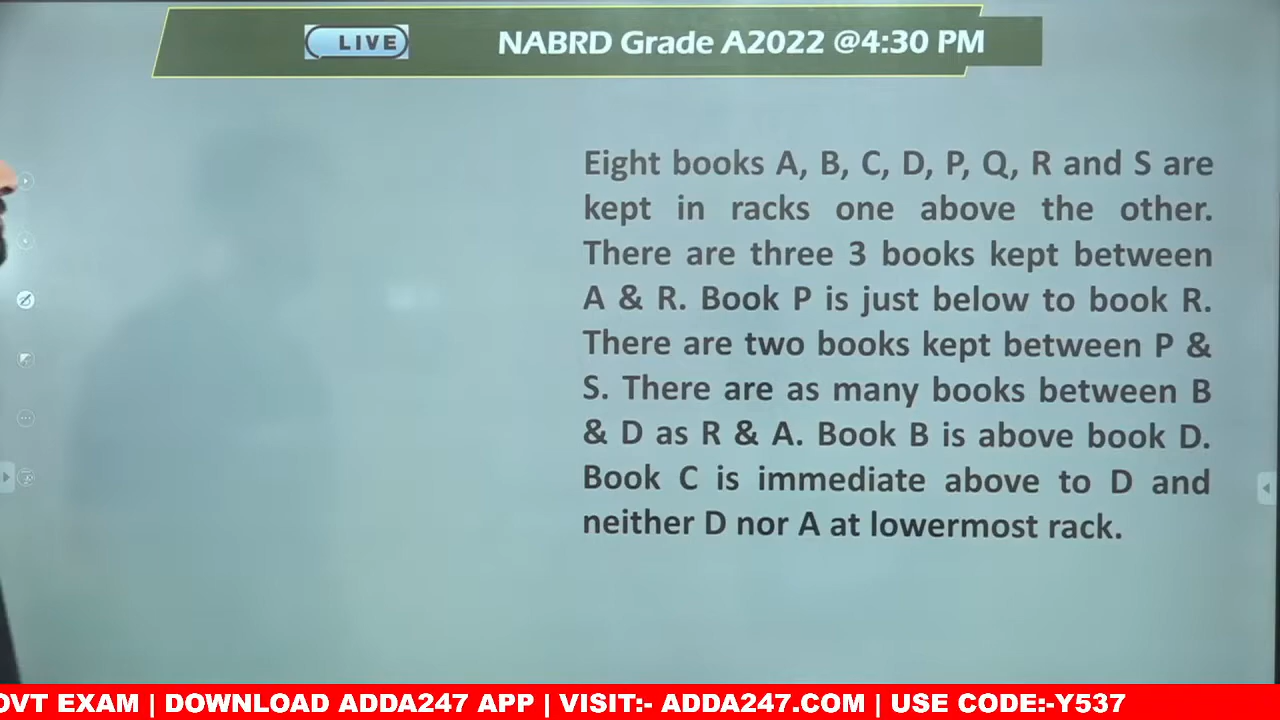 LIVE
NABRD Grade A2022 @4:30 PM
Eight books A, B, C, D, P, Q, R and S are
kept in racks one above the other.
There are three 3 books kept between
A & R. Book P is just below to book R.
There are two books kept between P &
S. There are as many books between B
& D as R & A. Book B is above book D.
Book C is immediate above to D and
neither D nor A at lowermost rack.
OVT EXAM | DOWNLOAD ADDA247 APP | VISIT:- ADDA247.COM | USE CODE:-Y537